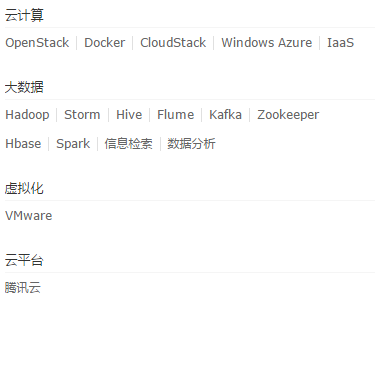 云计算
OpenStack Docker CloudStack Windows Azure IaaS
大数据
Hadoop Storm Hive Flume Kafka Zookeeper
Hbase Spark 信息检索 数据分析
虚拟化
VMware
云平台
腾讯云